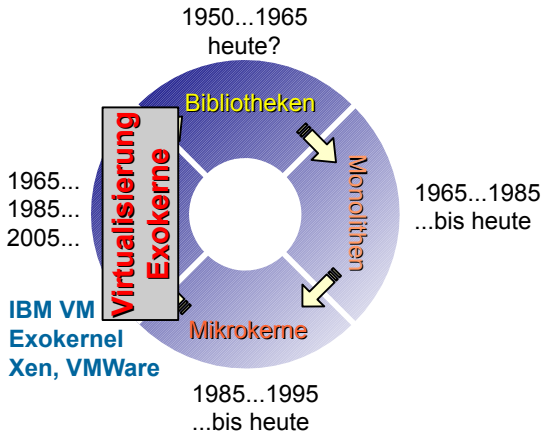 1950...1965
heute?
Bibliotheken
Monolithen
1965...1985
...bis heute
Mikrokerne
1985...1995
...bis heute
Virtualisierung
Exokerne
1965...
1985...
2005...
IBM VM
Exokernel
Xen, VMWare